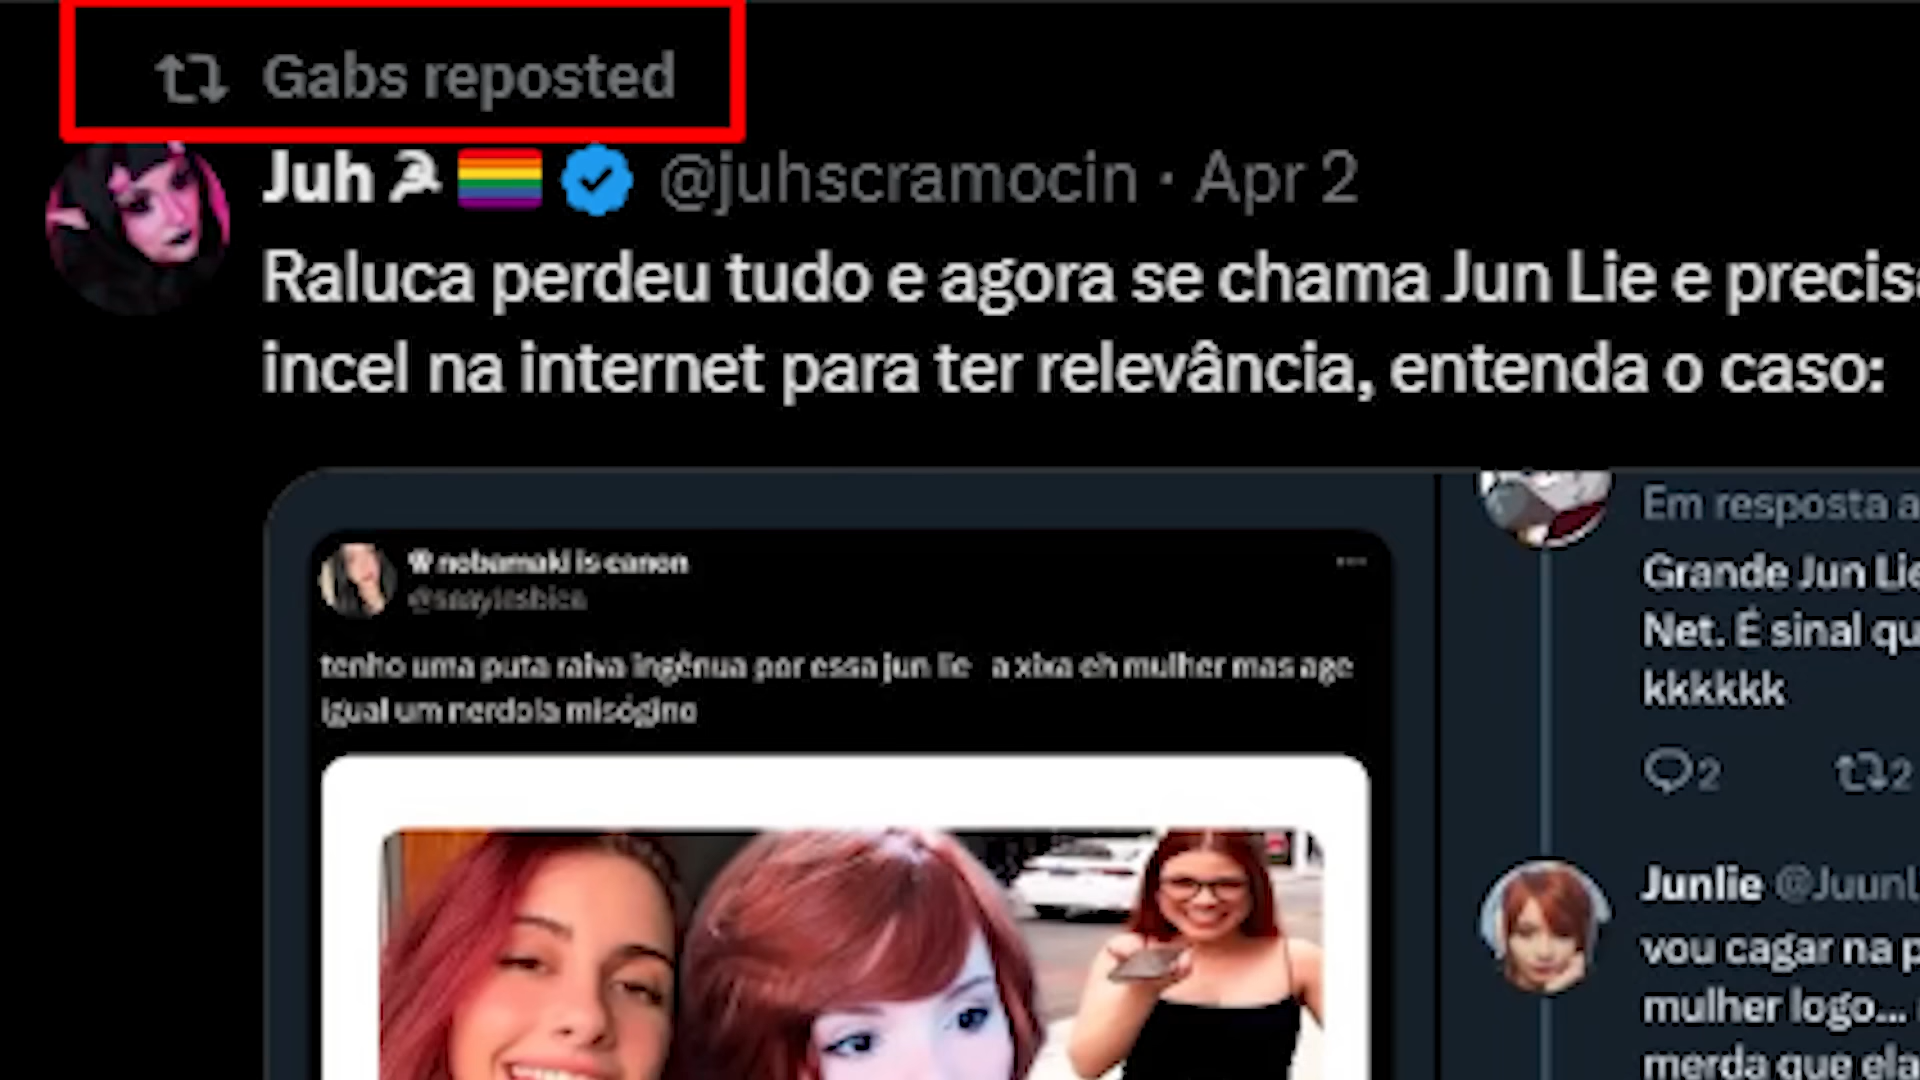 Gabs reposted
Juh @juhscramocin · Apr 2
Raluca perdeu tudo e agora se chama Jun Lie e precisa
incel na internet para ter relevância, entenda o caso:
nobamaki is canon
tenho uma puta raiva ingênua por essa jun lie a xixa eh mulher mas age
igual um nerdola misógino
Em resposta a
Grande Jun Lie
Net. É sinal qu
kkkkkk
2 2
Junlie @Juunl
vou cagar na p
mulher logo...
merda que ela